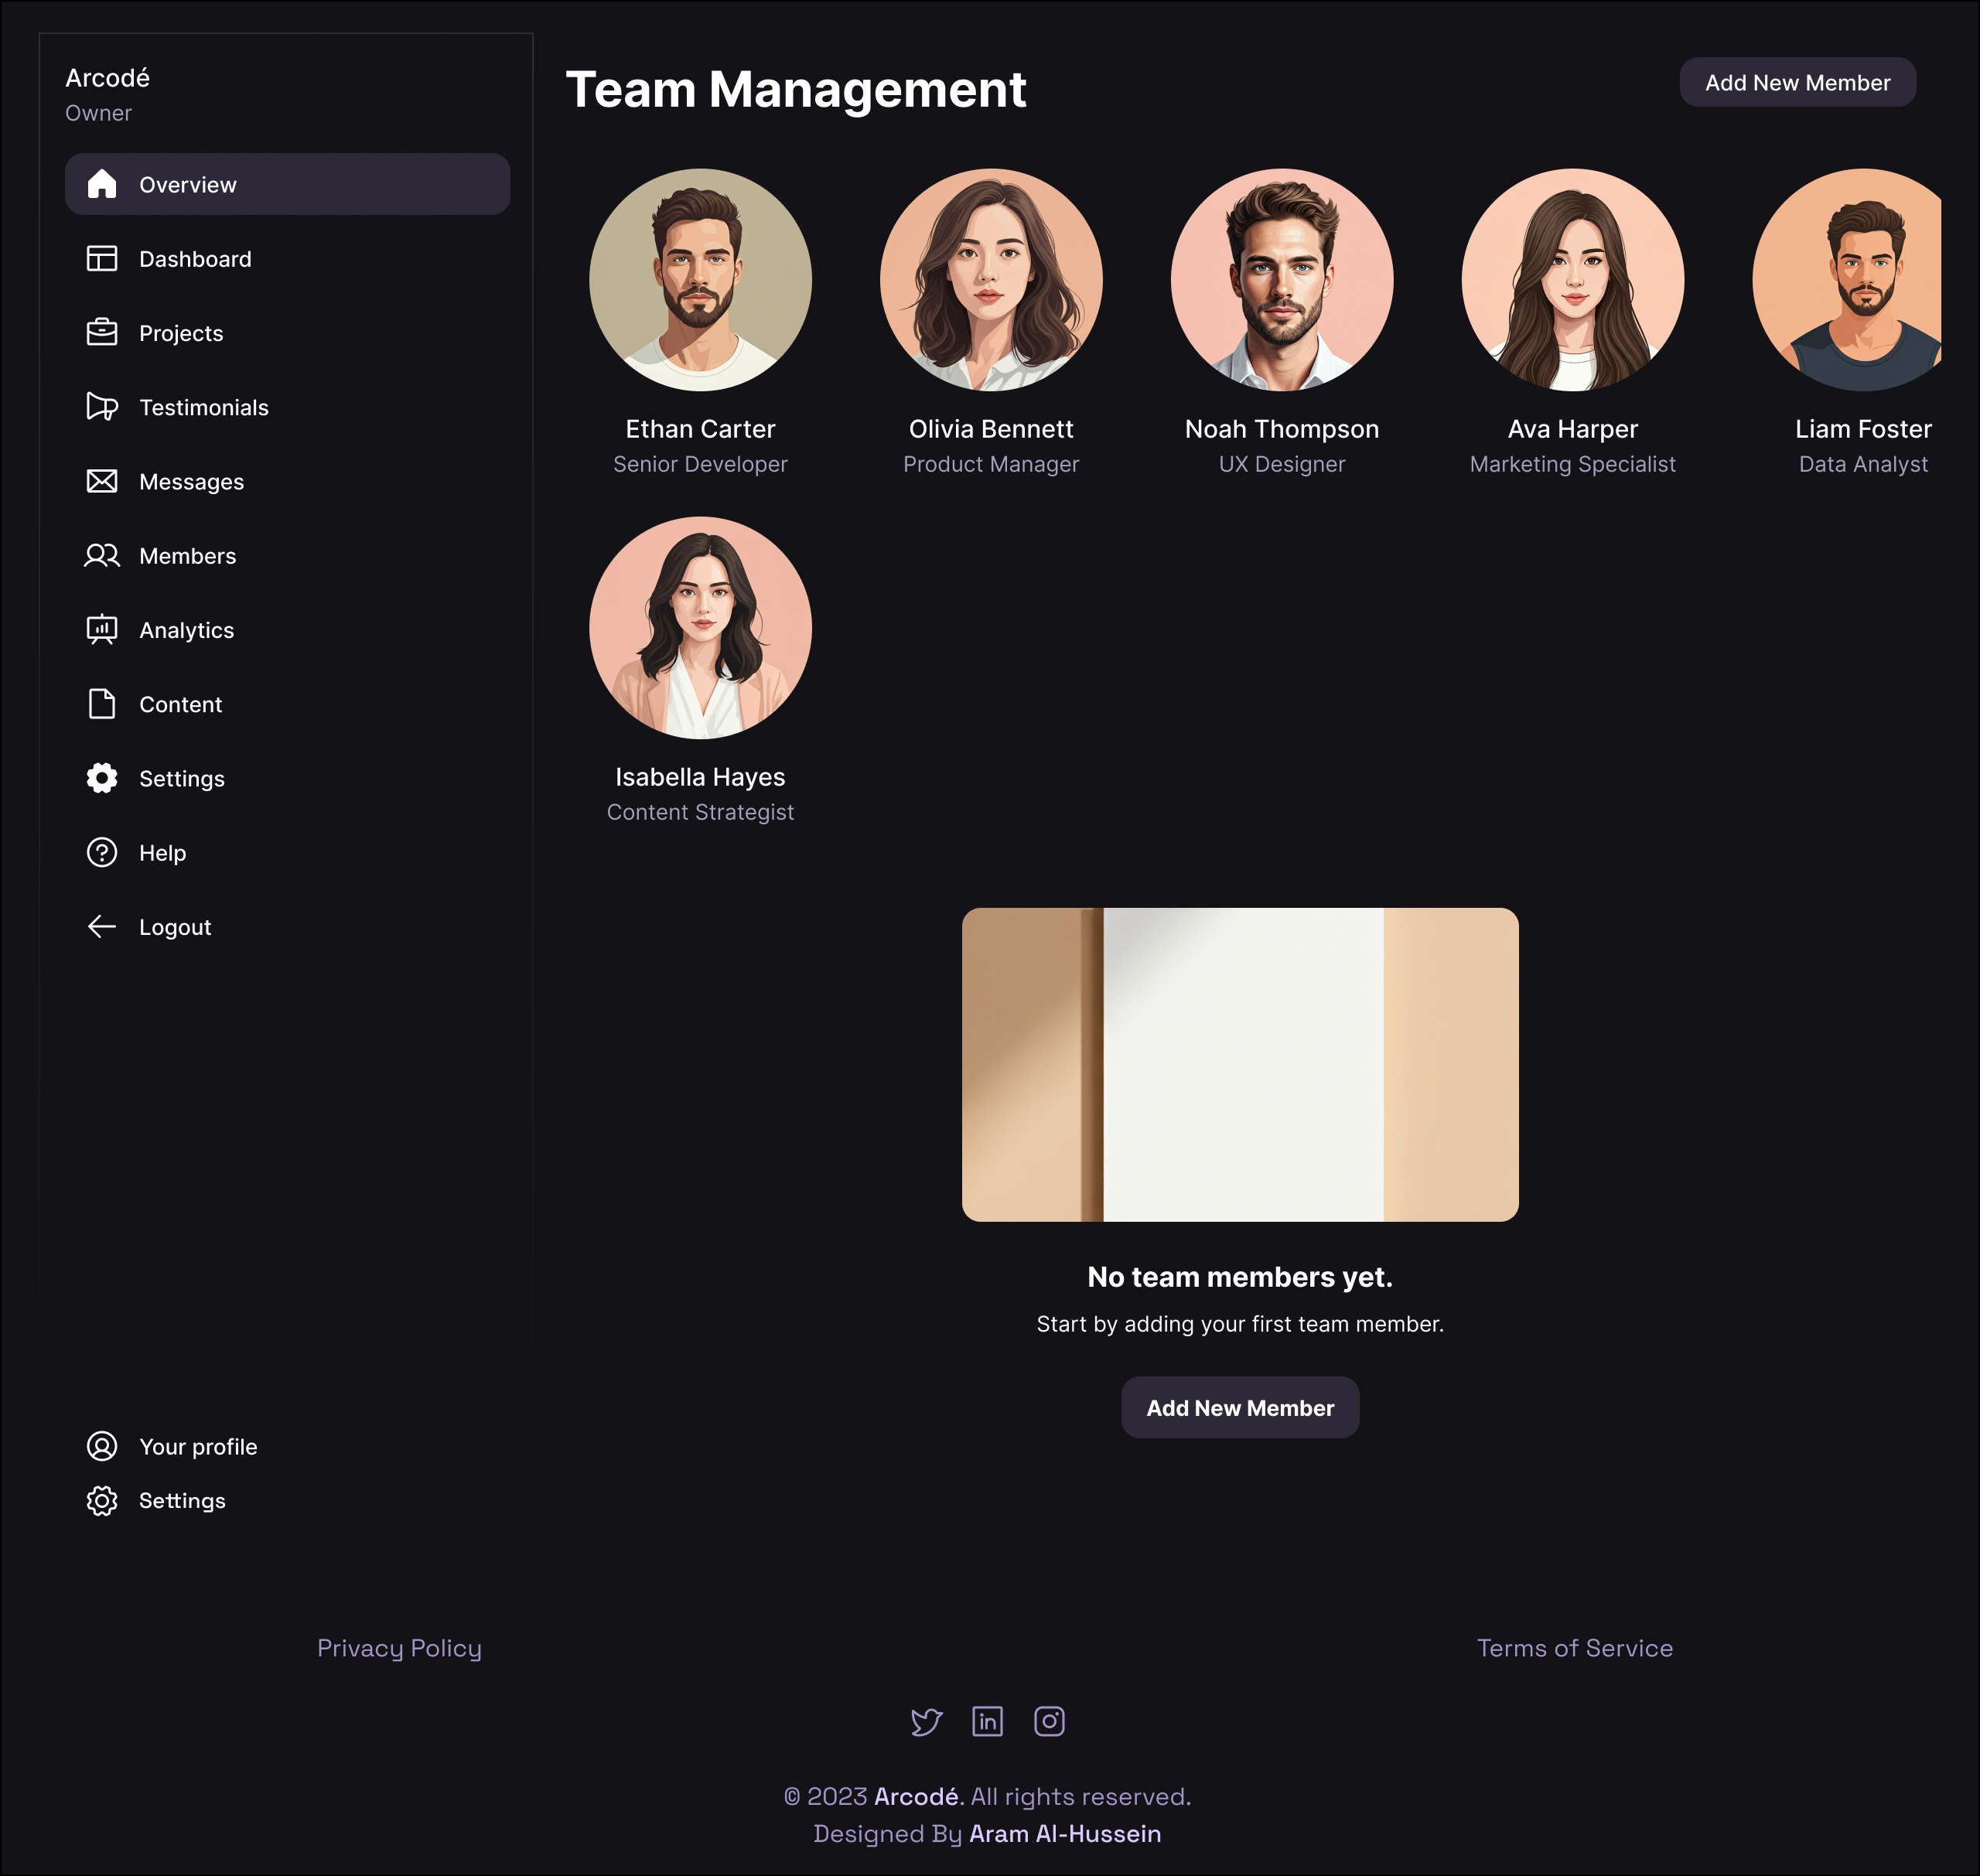 Arcodé
Owner
Overview
Dashboard
Projects
Testimonials
Messages
Members
Analytics
Content
Settings
Help
Logout
Your profile
Settings
Team Management
Add New Member
Ethan Carter
Senior Developer
Olivia Bennett
Product Manager
Noah Thompson
UX Designer
Ava Harper
Marketing Specialist
Liam Foster
Data Analyst
Isabella Hayes
Content Strategist
No team members yet.
Start by adding your first team member.
Add New Member
Privacy Policy
Terms of Service
in
© 2023 Arcodé. All rights reserved.
Designed By Aram Al-Hussein